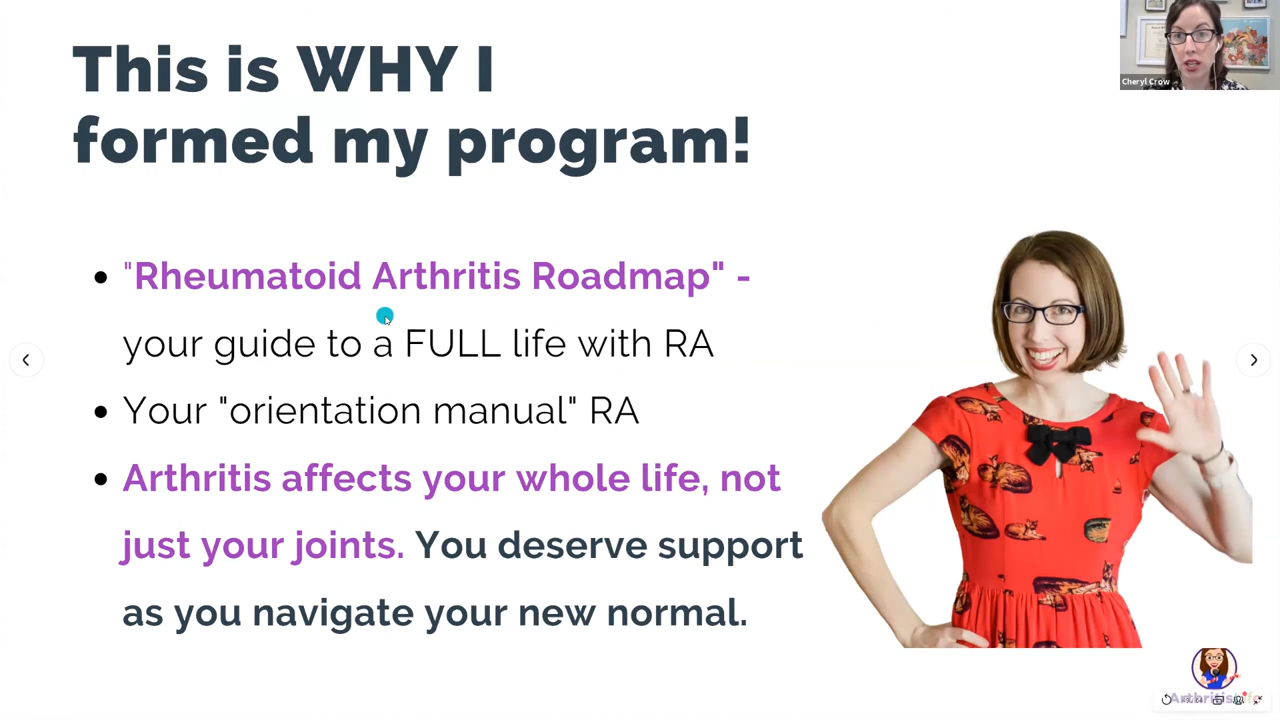 This is WHY I
formed my program!
Cheryl Crow
"Rheumatoid Arthritis Roadmap" -
your guide to a FULL life with RA
Your "orientation manual" RA
Arthritis affects your whole life, not
just your joints. You deserve support
as you navigate your new normal.